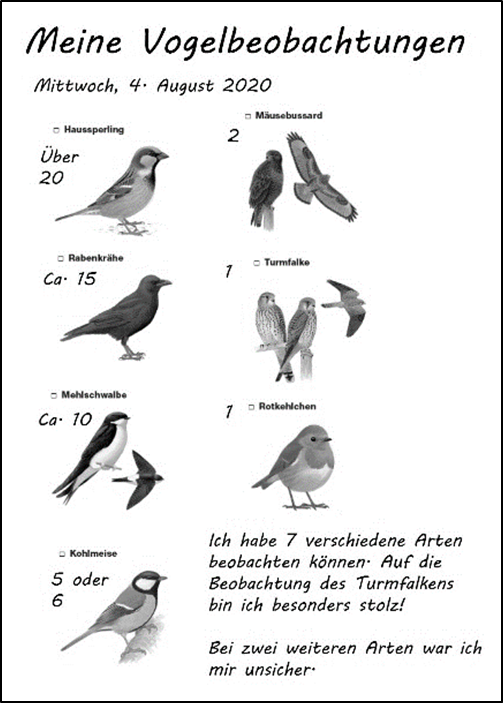 Meine Vogelbeobachtungen
Mittwoch, 4. August 2020
Haussperling
Über
20
Rabenkrähe
Ca. 15
Mehlschwalbe
Ca. 10
Kohlmeise
5 oder
6
Mäusebussard
2
Turmfalke
1
Rotkehlchen
1
Ich habe 7 verschiedene Arten
beobachten können. Auf die
Beobachtung des Turmfalkens
bin ich besonders stolz!
Bei zwei weiteren Arten war ich
mir unsicher.